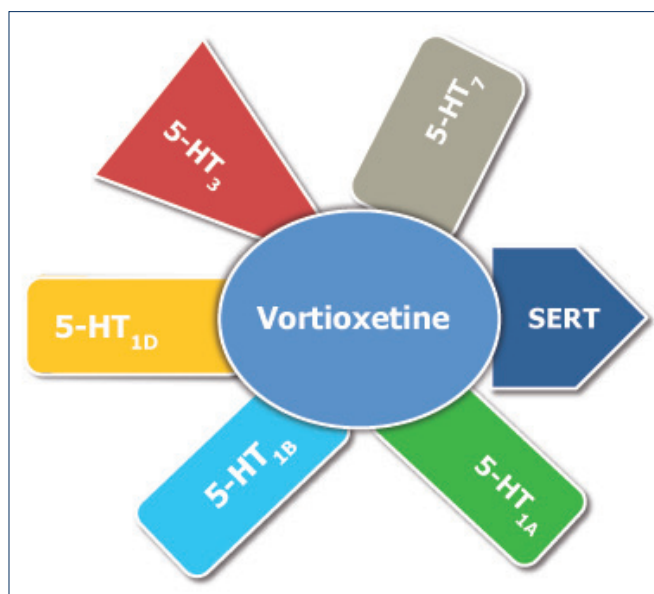 5-HT₃
5-HT₇
5-HT₁D
Vortioxetine
SERT
5-HT₁B
5-HT₁A